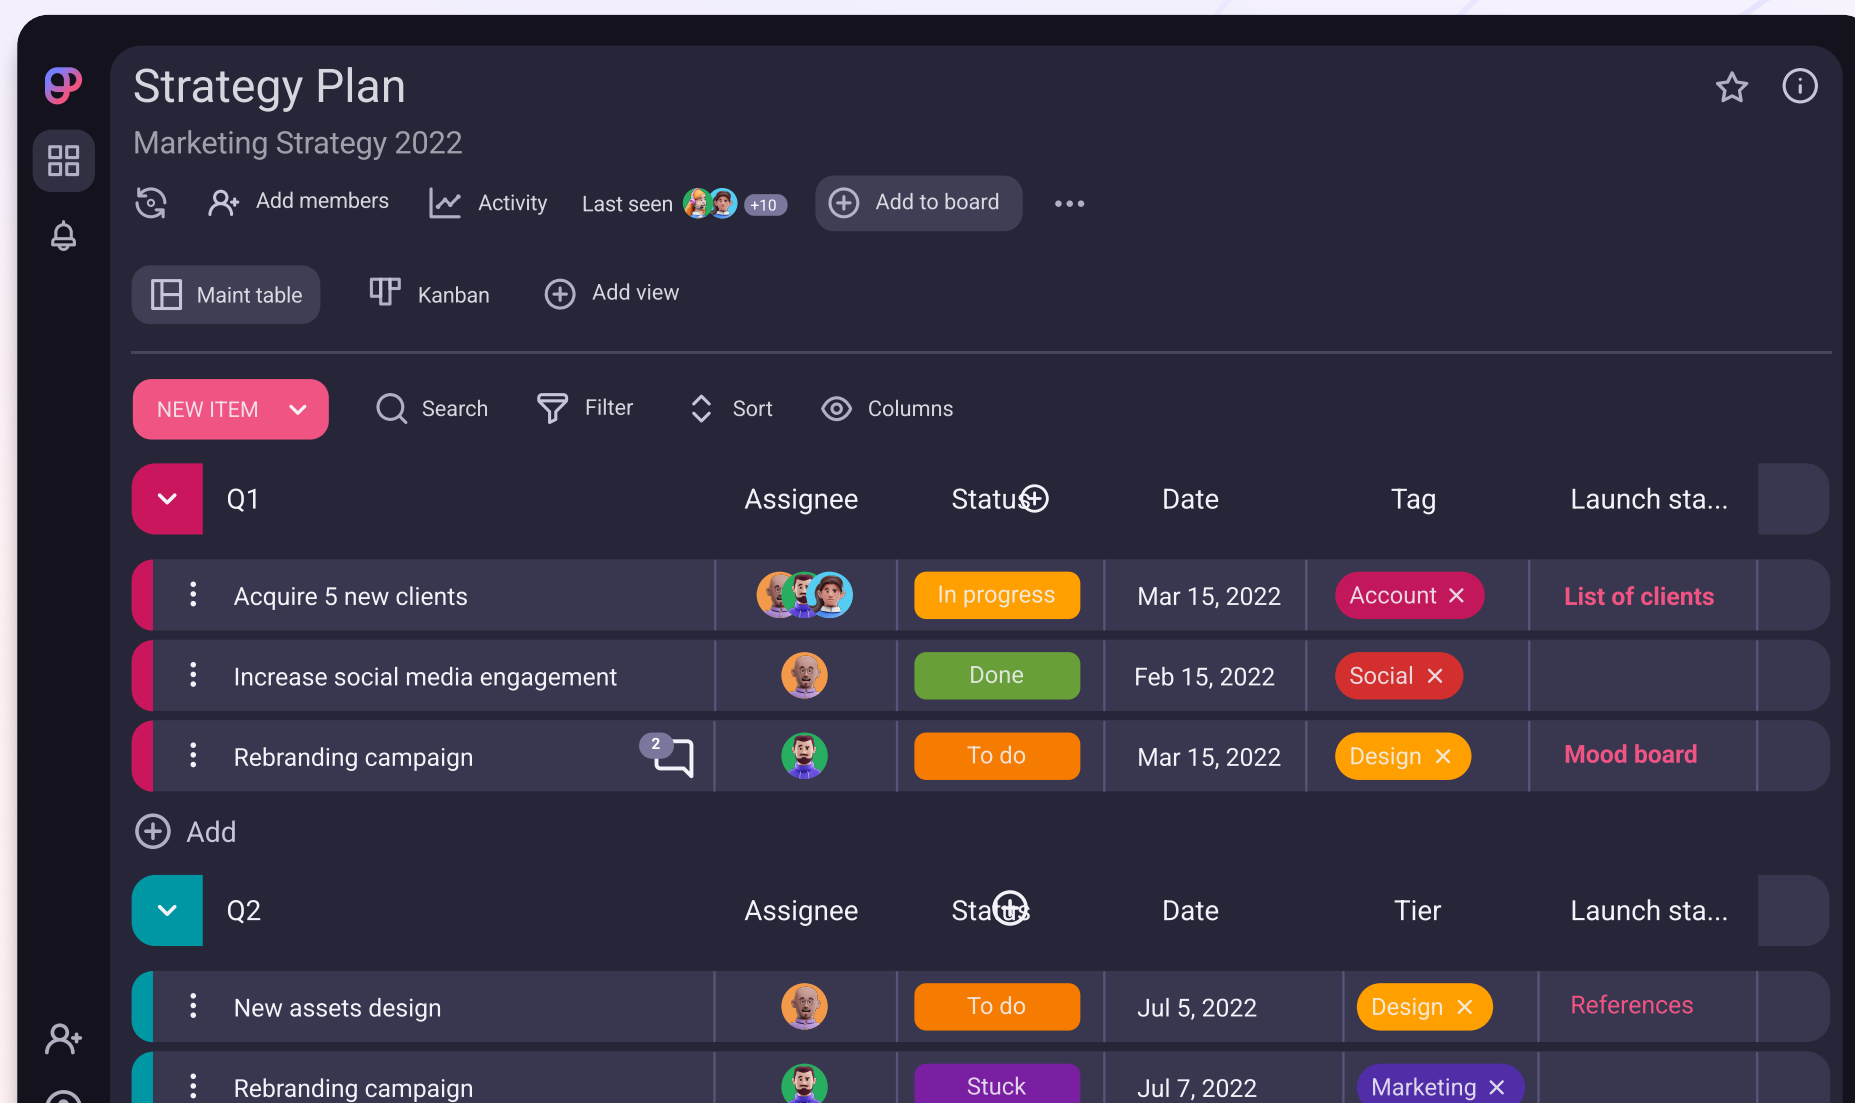 Strategy Plan
Marketing Strategy 2022
Add members Activity Last seen +10 Add to board
Maint table Kanban Add view
NEW ITEM Search Filter Sort Columns
Q1 Assignee Status Date Tag Launch sta...
Acquire 5 new clients In progress Mar 15, 2022 Account List of clients
Increase social media engagement Done Feb 15, 2022 Social
Rebranding campaign 2 To do Mar 15, 2022 Design Mood board
Add
Q2 Assignee Status Date Tier Launch sta...
New assets design To do Jul 5, 2022 Design References
Rebranding campaign Stuck Jul 7, 2022 Marketing